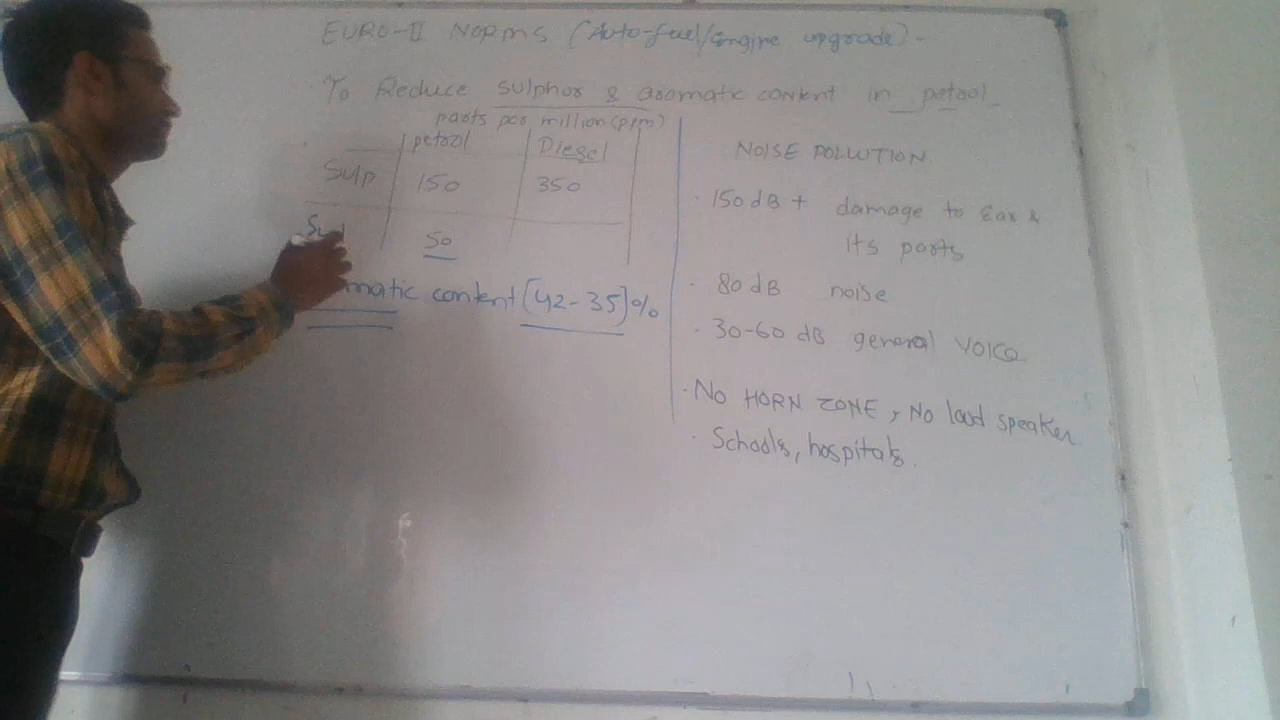 EURO-II NORMS (Auto-fuel/Engine upgrade)-
To Reduce sulphor & aromatic content in petrol
parts per million (ppm)
petrol Diesel
Sulp 150 350
50
matic content [42-35]%
NOISE POLLUTION
· 150 dB + damage to Ear &
its parts
· 80 dB noise
· 30-60 dB general voice
· No HORN ZONE, No loud speaker
· Schools, hospitals.